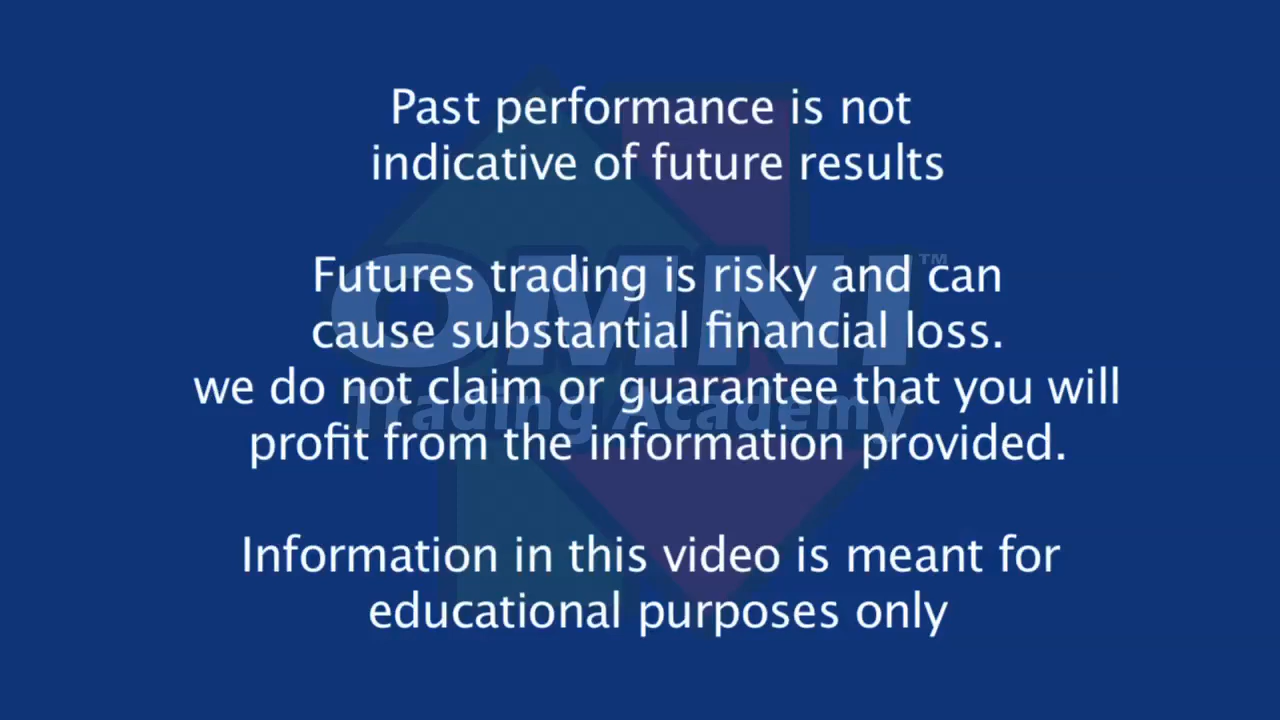 Past performance is not
indicative of future results
Futures trading is risky and can
cause substantial financial loss.
we do not claim or guarantee that you will
profit from the information provided.
Information in this video is meant for
educational purposes only
OMNI™
Trading Academy